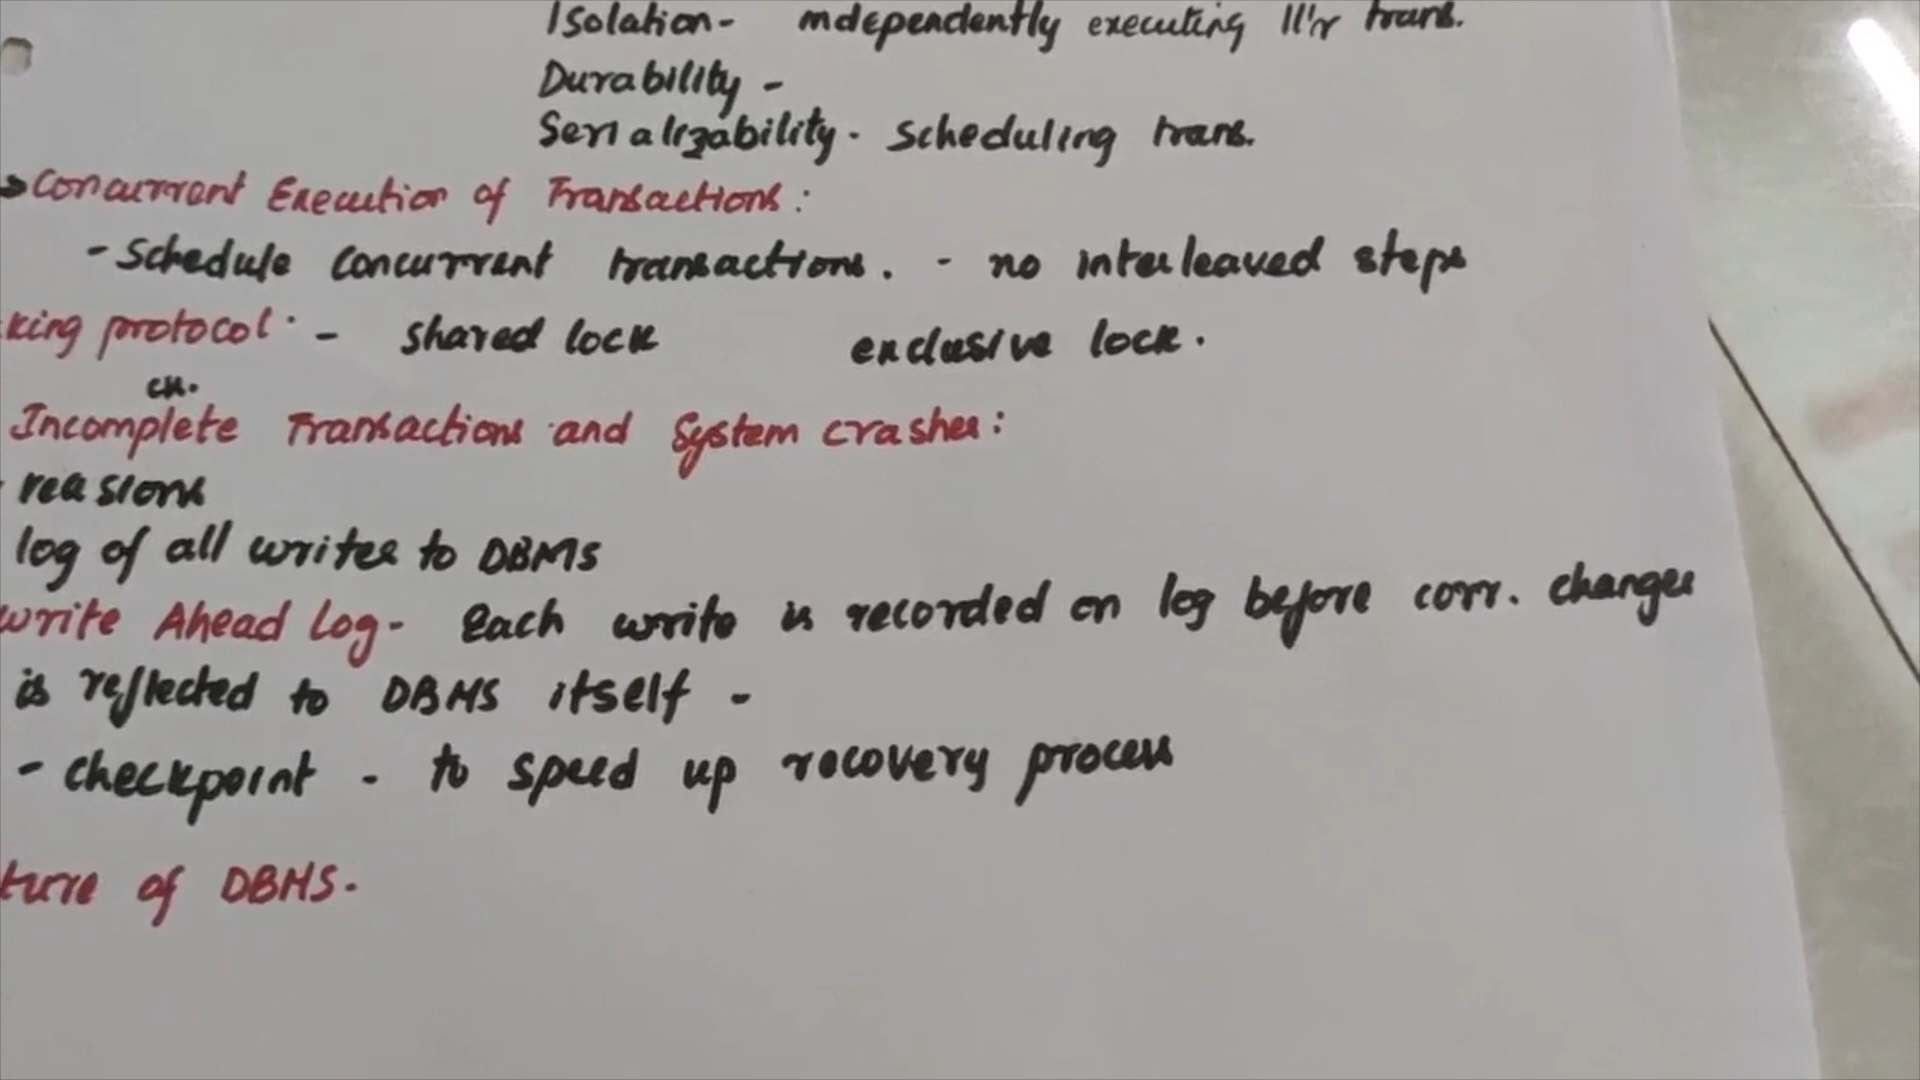 Isolation - independently executing ll'r trans.
Durability -
Serializability - scheduling trans.
Concurrent Execution of Transactions:
- Schedule concurrent transactions. - no interleaved steps
king protocol. - shared lock exclusive lock.
Incomplete Transactions and System crashes:
- reasons
log of all writes to DBMS
Write Ahead Log - Each write is recorded on log before corr. changes
is reflected to DBMS itself -
- checkpoint - to speed up recovery process
ture of DBMS.